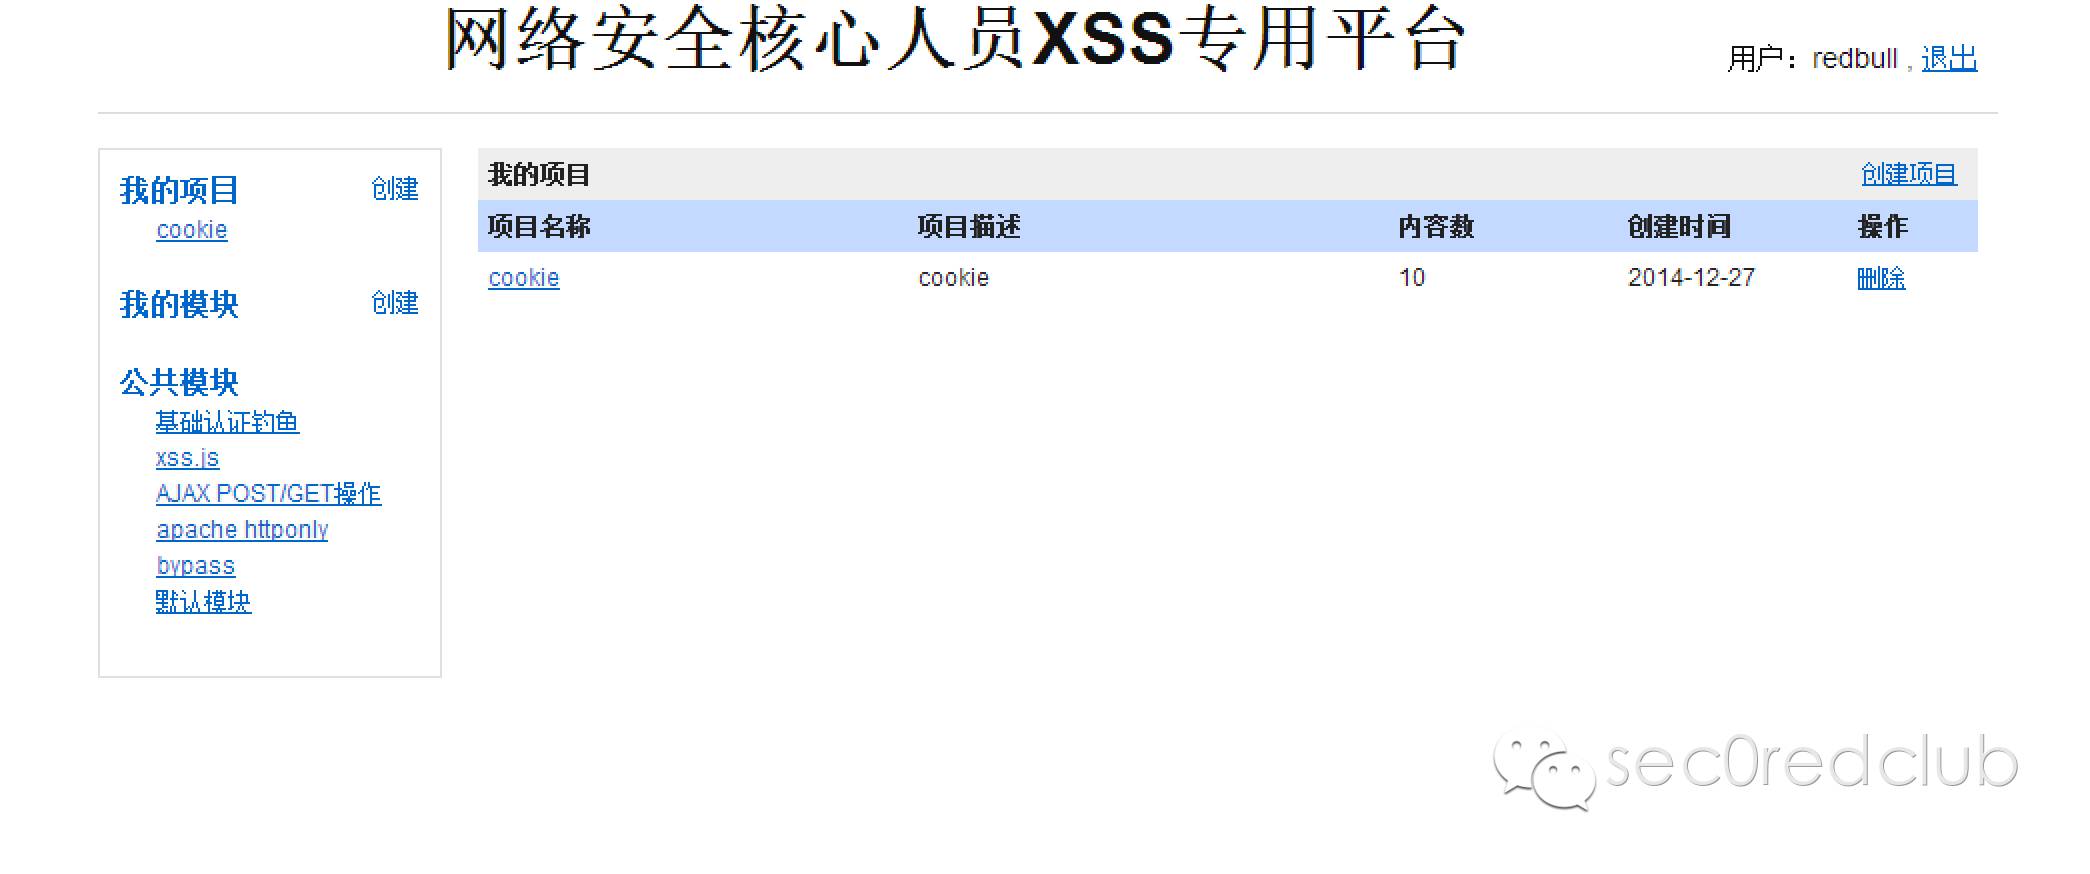 网络安全核心人员XSS专用平台
用户：redbull , 退出
我的项目 创建
cookie
我的模块 创建
公共模块
基础认证钓鱼
xss.js
AJAX POST/GET操作
apache httponly
bypass
默认模块
我的项目 创建项目
项目名称 项目描述 内容数 创建时间 操作
cookie cookie 10 2014-12-27 删除
sec0redclub